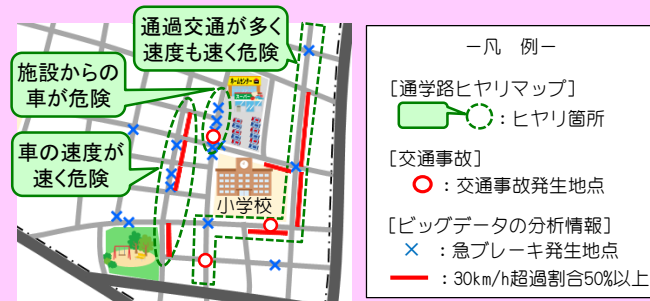 通過交通が多く
速度も速く危険
施設からの
車が危険
車の速度が
速く危険
ホームセンター
小学校
－凡　例－
[通学路ヒヤリマップ]
：ヒヤリ箇所
[交通事故]
：交通事故発生地点
[ビッグデータの分析情報]
：急ブレーキ発生地点
：30km/h超過割合50%以上